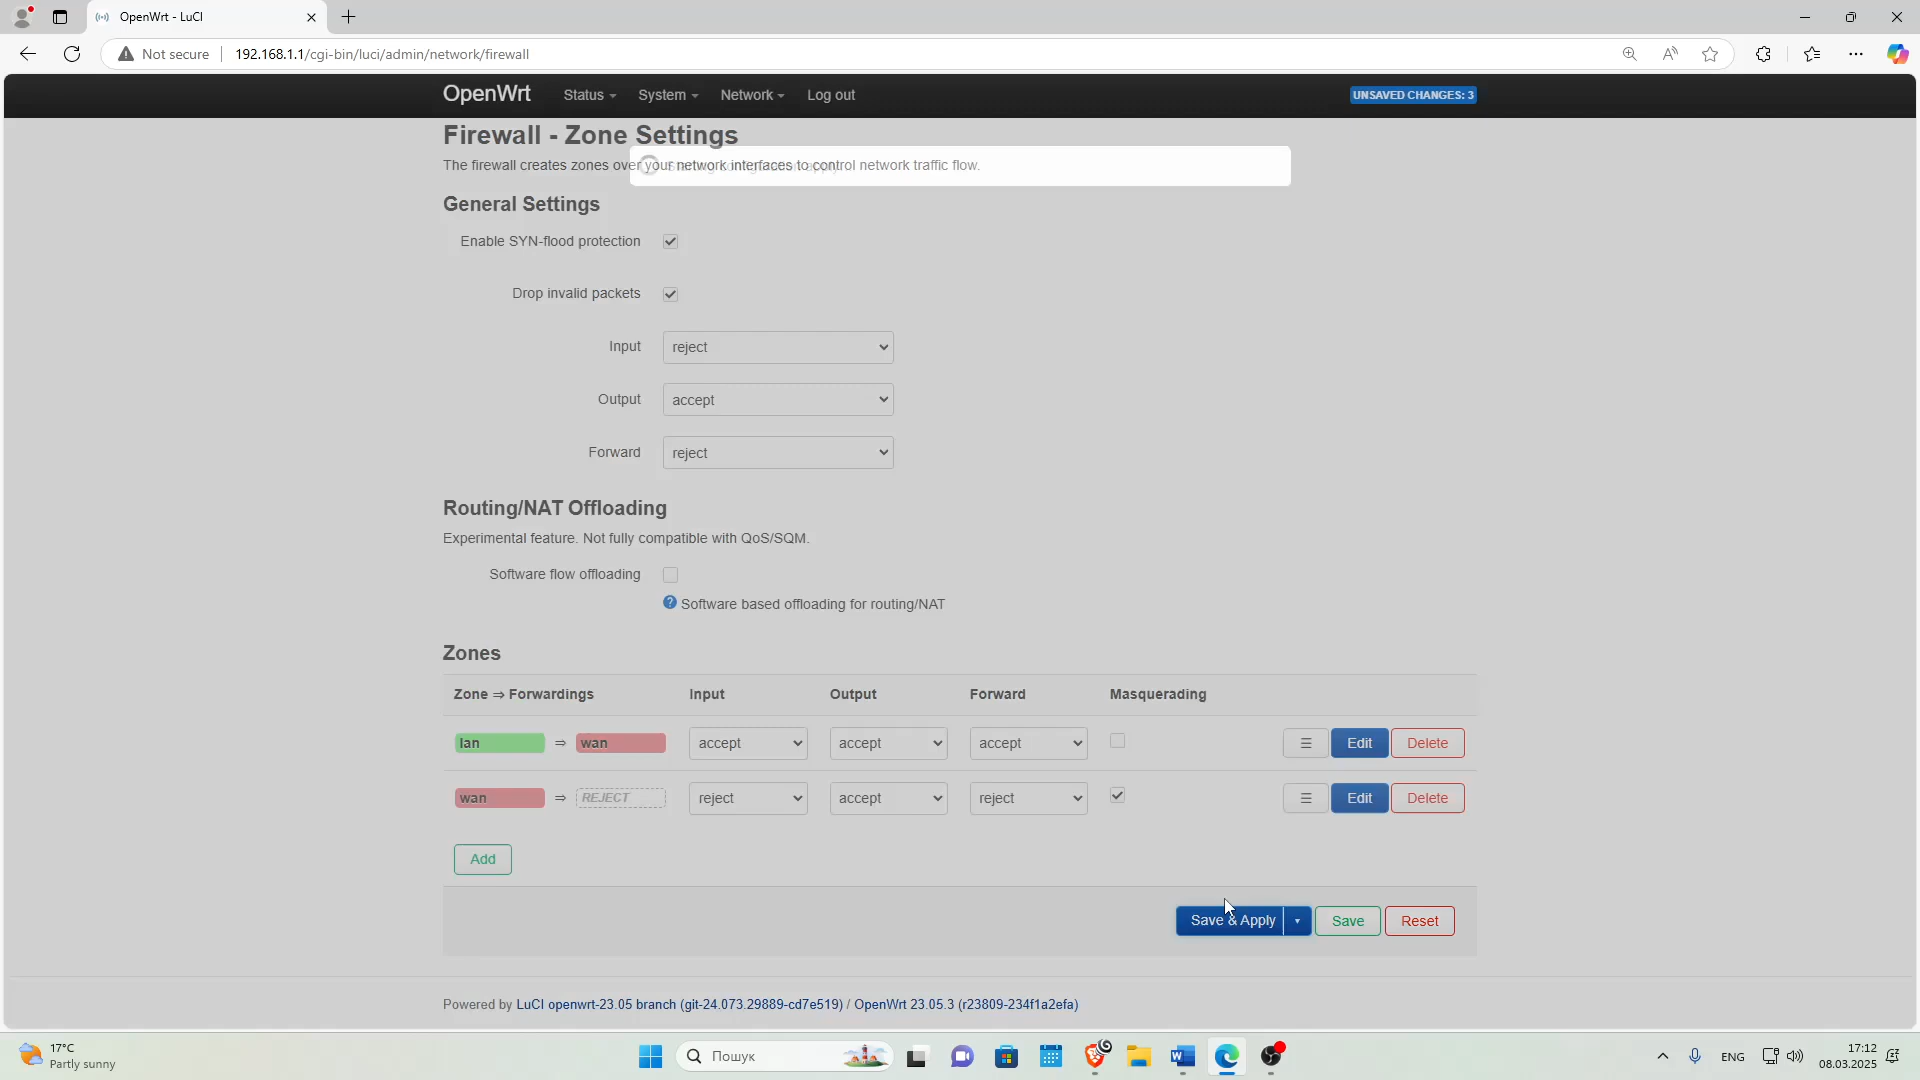 OpenWrt - LuCI
Not secure
192.168.1.1/cgi-bin/luci/admin/network/firewall
OpenWrt
Status
System
Network
Log out
UNSAVED CHANGES: 3
Firewall - Zone Settings
The firewall creates zones over your network interfaces to control network traffic flow.
General Settings
Enable SYN-flood protection
Drop invalid packets
Input
reject
Output
accept
Forward
reject
Routing/NAT Offloading
Experimental feature. Not fully compatible with QoS/SQM.
Software flow offloading
Software based offloading for routing/NAT
Zones
Zone ⇒ Forwardings Input Output Forward Masquerading
lan ⇒ wan accept accept accept Edit Delete
wan ⇒ REJECT reject accept reject Edit Delete
Add
Save & Apply Save Reset
Powered by LuCI openwrt-23.05 branch (git-24.073.29889-cd7e519) / OpenWrt 23.05.3 (r23809-234f1a2efa)
17°C
Partly sunny
Пошук
ENG
17:12
08.03.2025